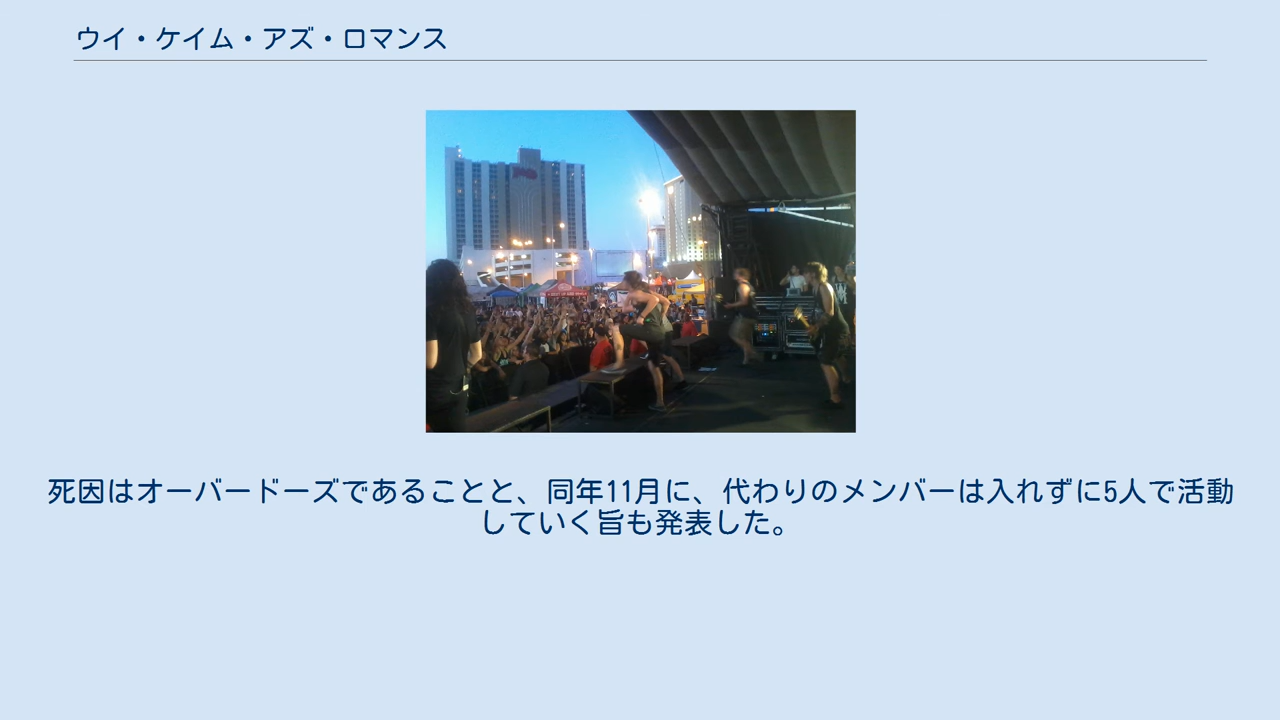 ウイ・ケイム・アズ・ロマンス
死因はオーバードーズであることと、同年11月に、代わりのメンバーは入れずに5人で活動
していく旨も発表した。